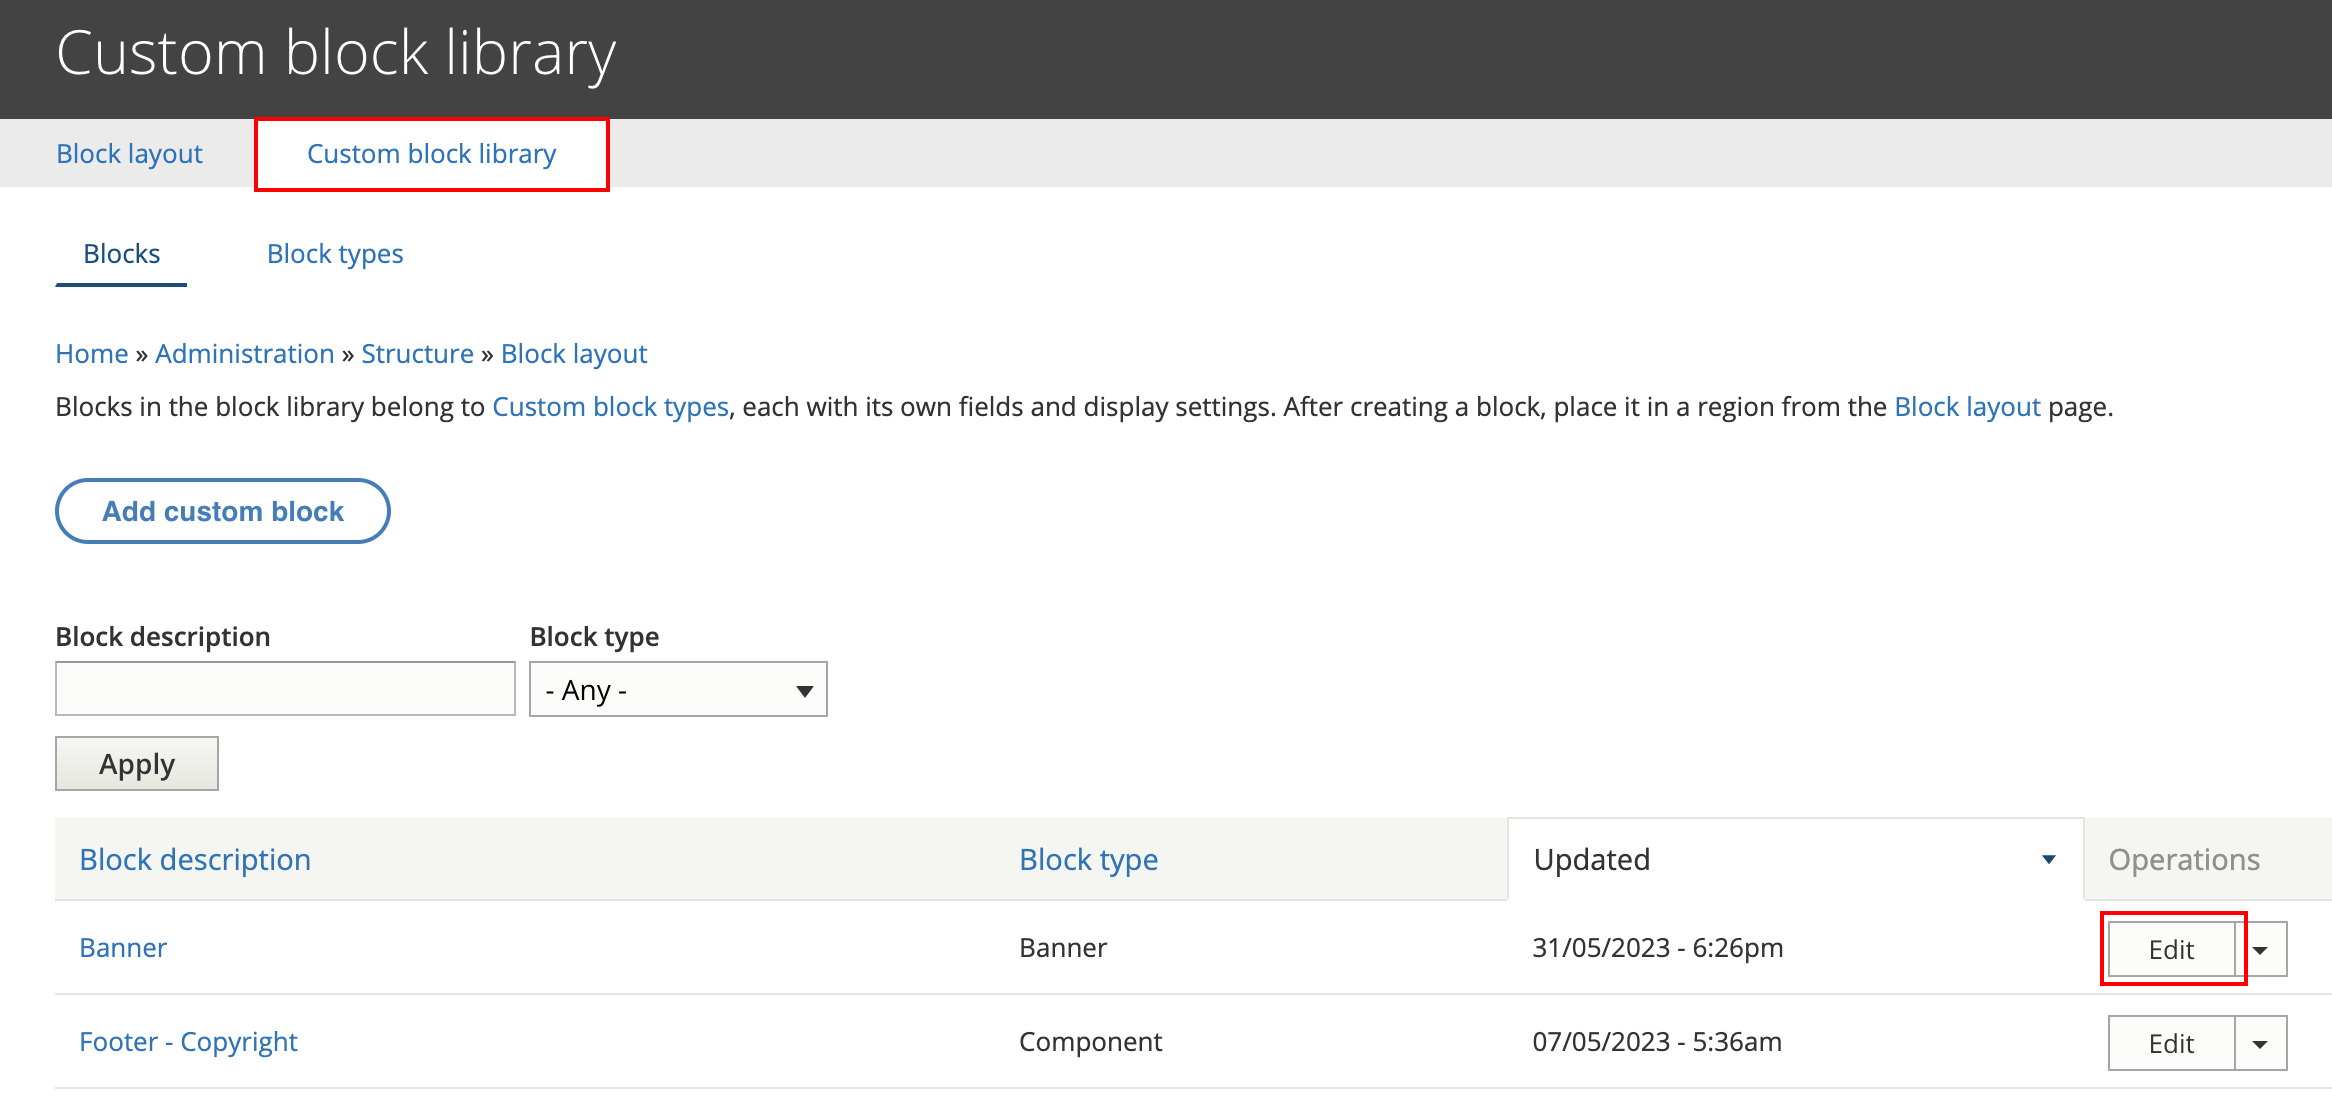 Custom block library
Block layout Custom block library
Blocks Block types
Home » Administration » Structure » Block layout
Blocks in the block library belong to Custom block types, each with its own fields and display settings. After creating a block, place it in a region from the Block layout page.
Add custom block
Block description Block type
- Any -
Apply
Block description Block type Updated Operations
Banner Banner 31/05/2023 - 6:26pm Edit
Footer - Copyright Component 07/05/2023 - 5:36am Edit